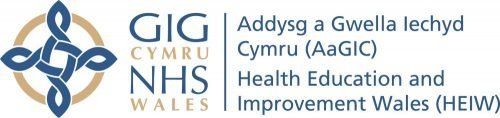 GIG
CYMRU
NHS
WALES
Addysg a Gwella Iechyd
Cymru (AaGIC)
Health Education and
Improvement Wales (HEIW)